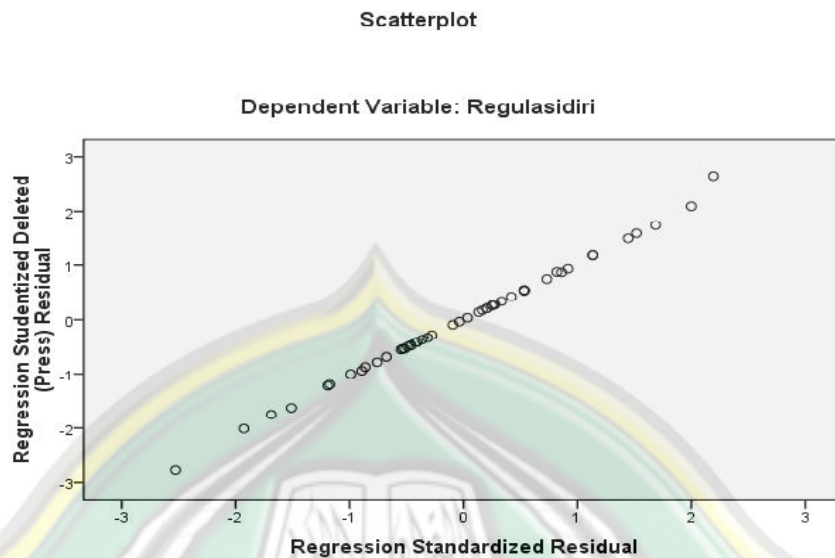 Scatterplot
Dependent Variable: Regulasidiri
Regression Studentized Deleted
(Press) Residual
3
2
1
0
-1
-2
-3
-3
-2
-1
0
1
2
3
Regression Standardized Residual